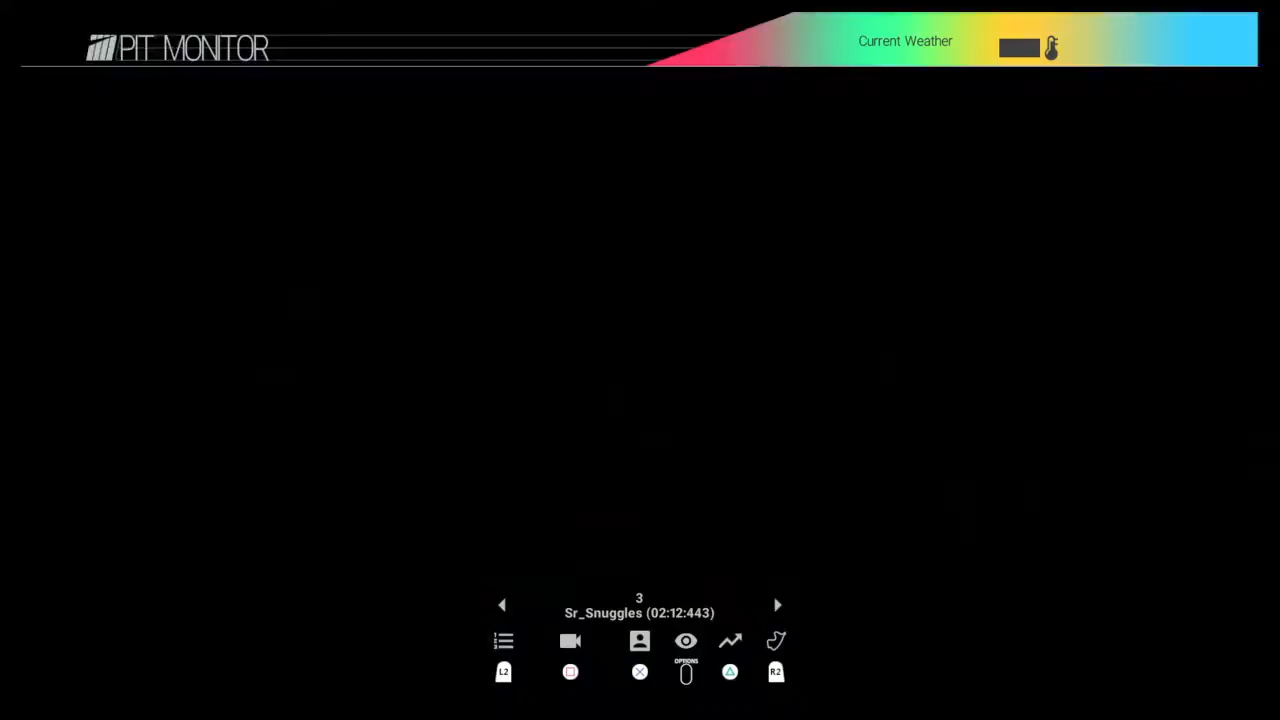 PIT MONITOR
Current Weather
3
Sr_Snuggles (02:12:443)
OPTIONS
L2
R2